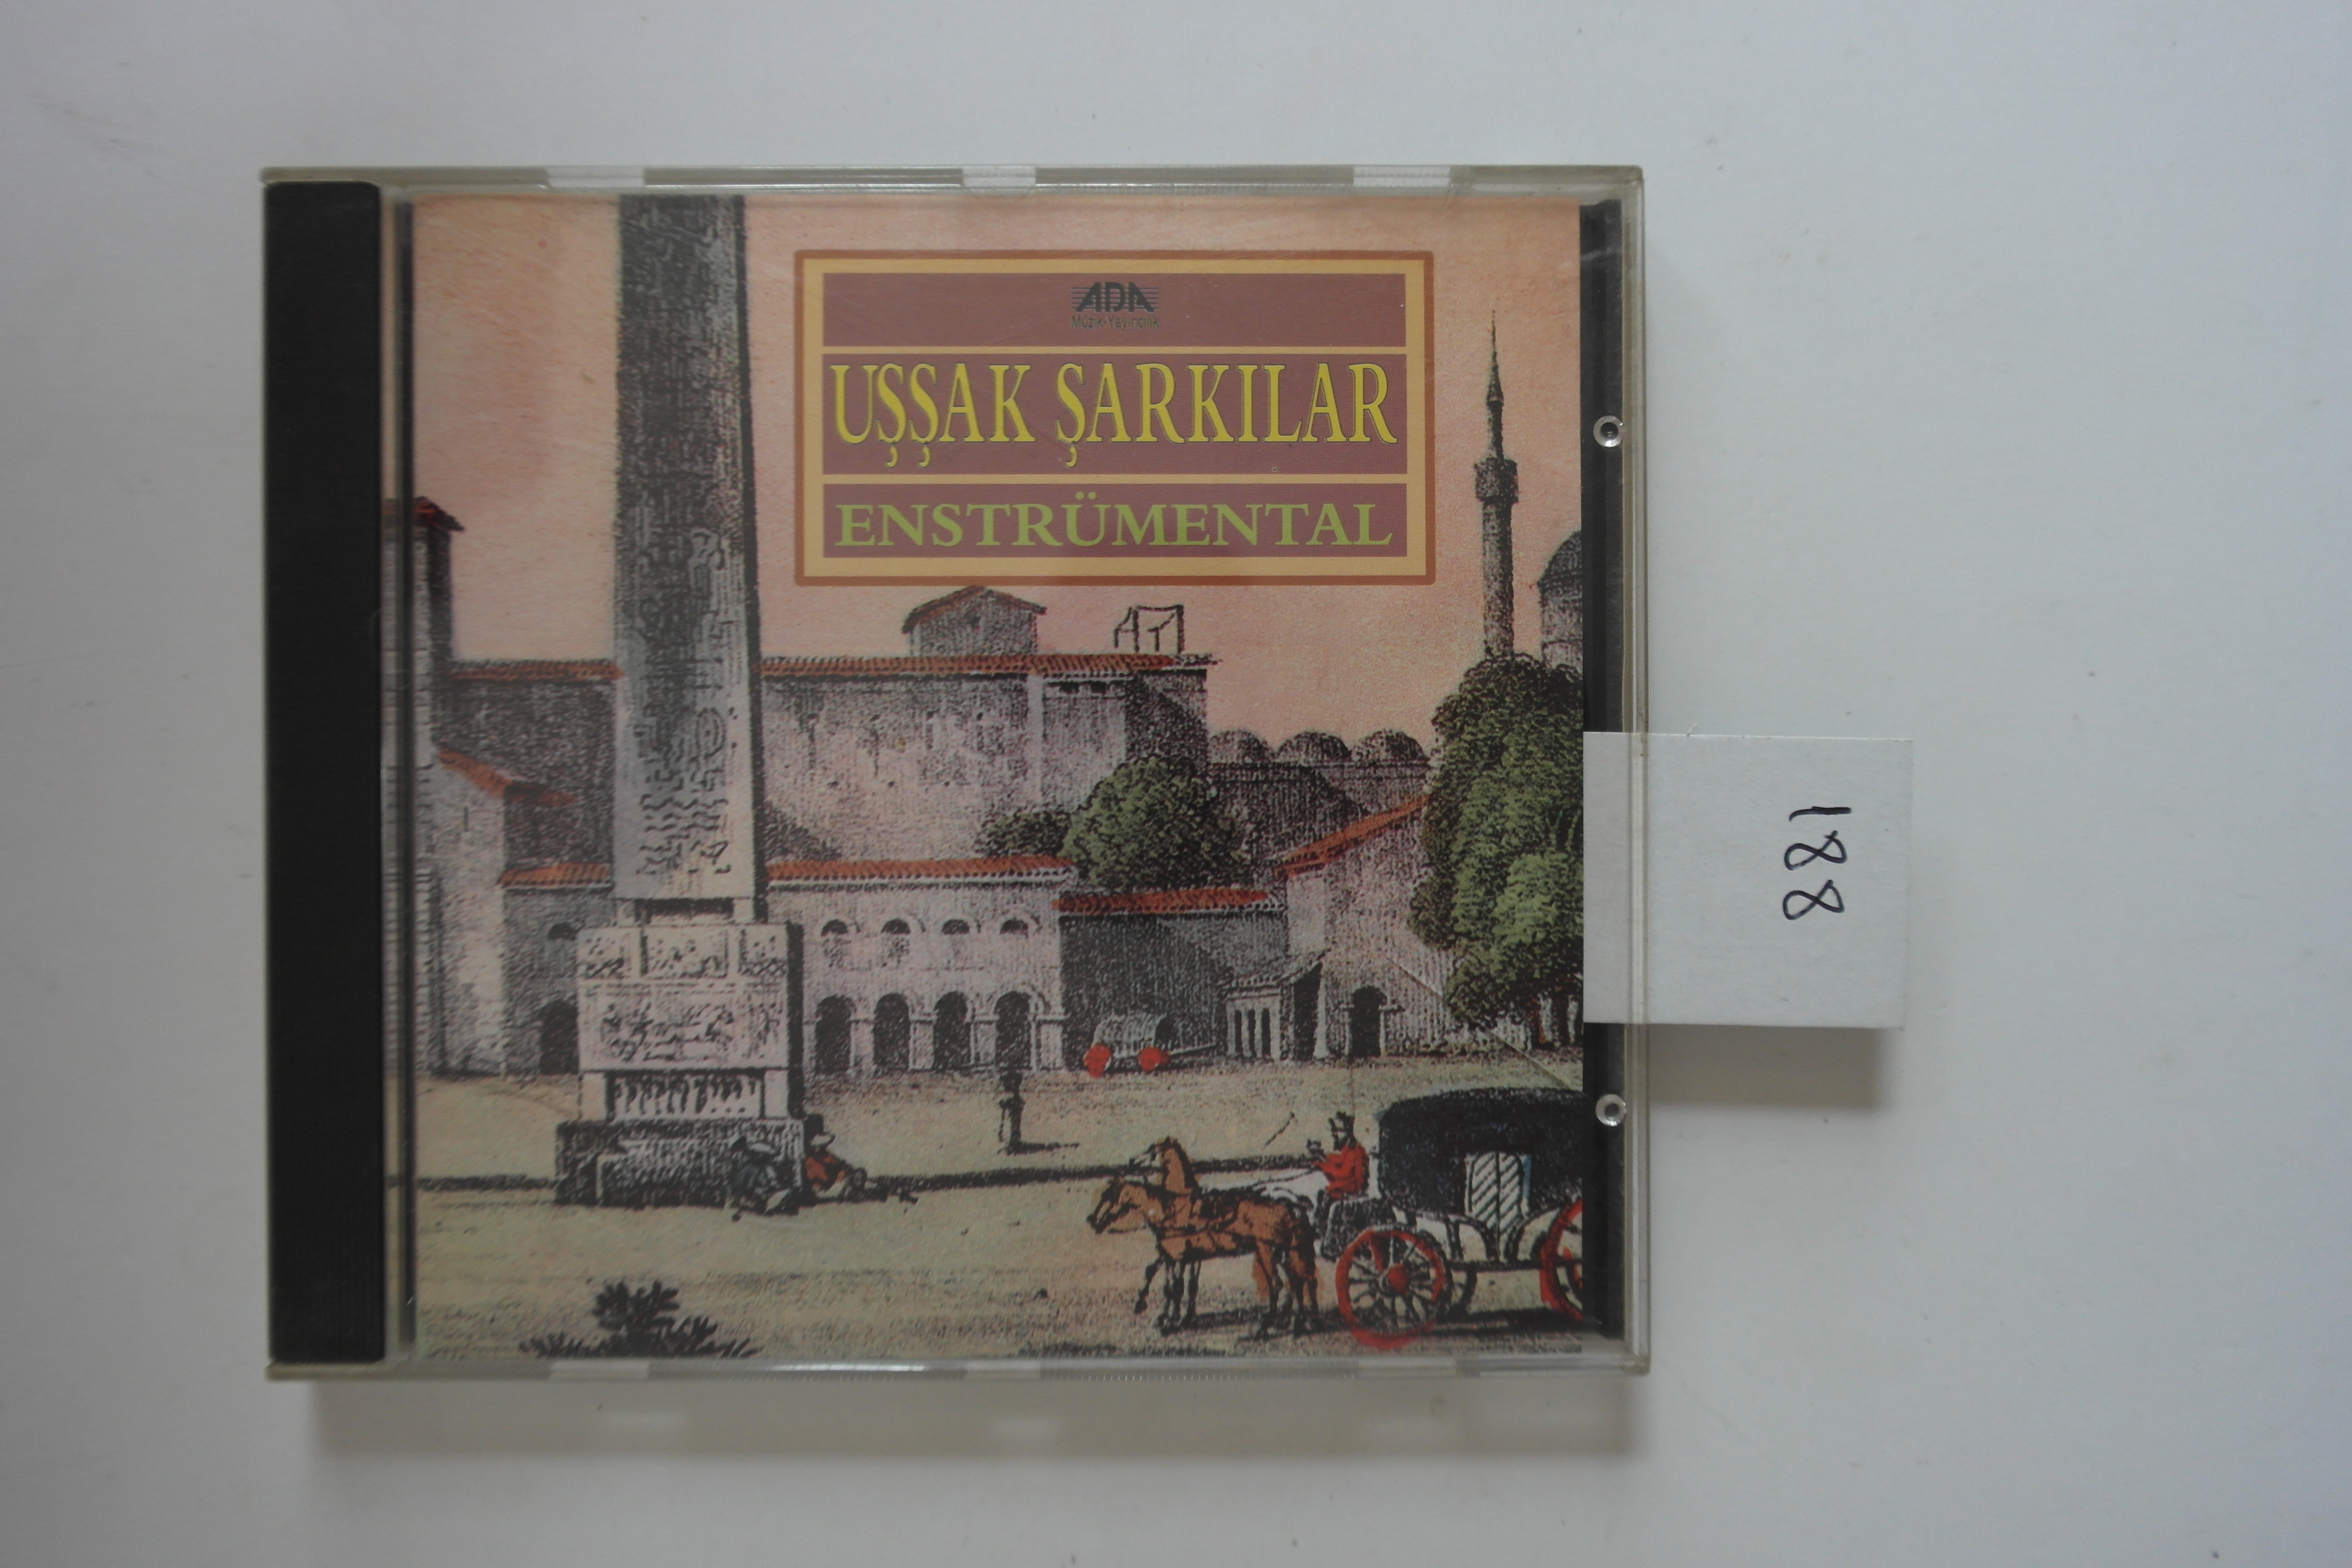 ADA
Müzik-Yayıncılık
UŞŞAK ŞARKILAR
ENSTRÜMENTAL
188